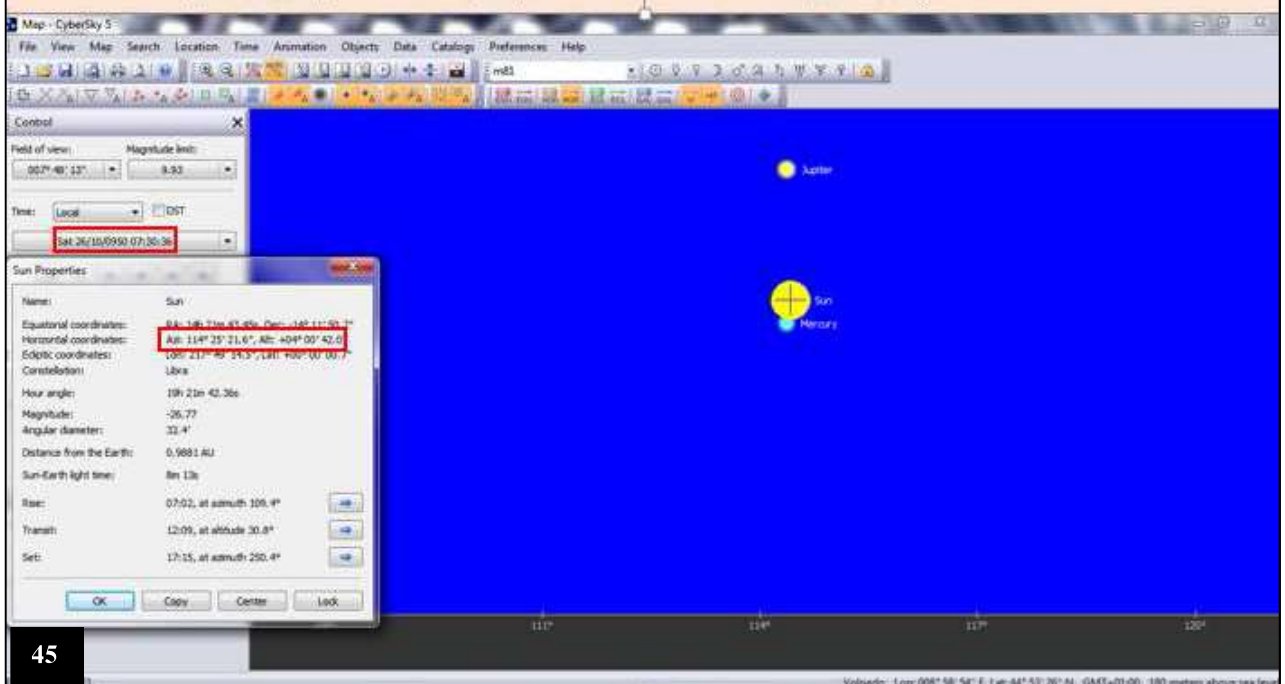 Map - CyberSky 5
File View Map Search Location Time Animation Objects Data Catalogs Preferences Help
m81
Control
Field of view: Magnitude limit:
007° 48' 13" 9.93
Time: Local DST
Sat 26/10/0950 07:30:36
Jupiter
Sun
Mercury
Sun Properties
Name: Sun
Equatorial coordinates:
Horizontal coordinates: Azi: 114° 25' 21.6", Alt: +04° 00' 42.0
Ecliptic coordinates:
Constellation: Libra
Hour angle: 19h 21m 42.36s
Magnitude: -26.77
Angular diameter: 32.4'
Distance from the Earth: 0.9881 AU
Sun-Earth light time: 8m 13s
Rise: 07:02, at azimuth 109.4°
Transit: 12:09, at altitude 30.8°
Set: 17:15, at azimuth 250.4°
OK Copy Center Lock
111° 114° 117° 120°
45